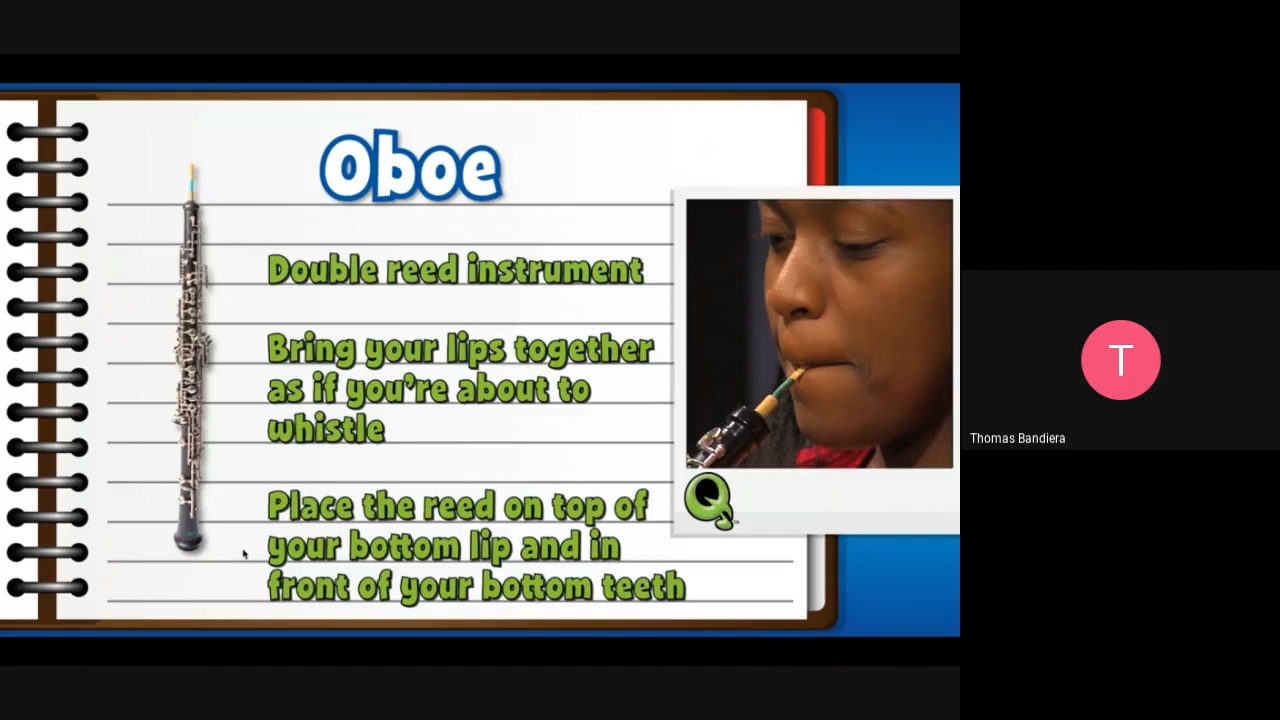 Oboe
Double reed instrument
Bring your lips together
as if you're about to
whistle
Place the reed on top of
your bottom lip and in
front of your bottom teeth
Q
T
Thomas Bandiera